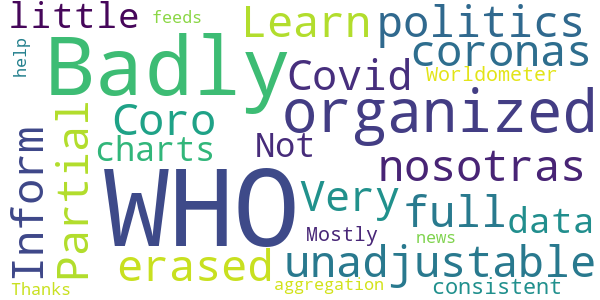 little
feeds
Learn
politics
help
Badly
coronas
Covid
Worldometer
organized
Partial
Coro
Not
charts
Inform
nosotras
WHO
Very
full
data
Mostly
news
erased
unadjustable
Thanks
aggregation
consistent